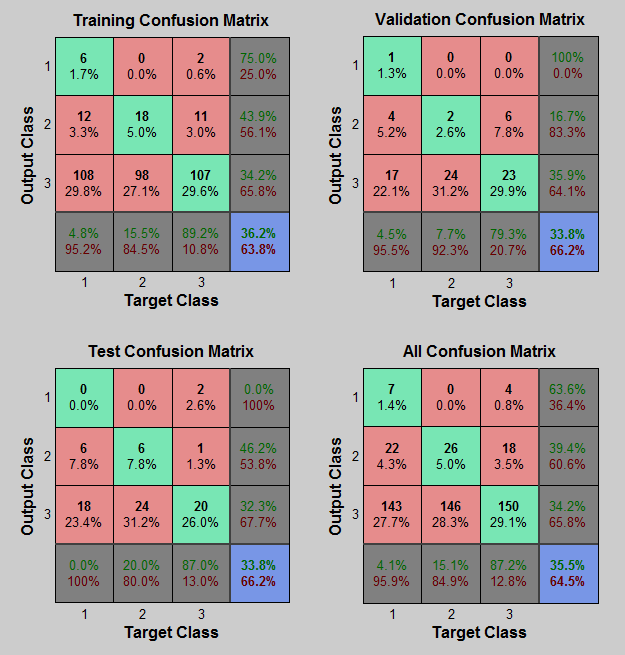 Training Confusion Matrix
1 6 0 2 75.0%
1.7% 0.0% 0.6% 25.0%
2 12 18 11 43.9%
3.3% 5.0% 3.0% 56.1%
3 108 98 107 34.2%
29.8% 27.1% 29.6% 65.8%
4.8% 15.5% 89.2% 36.2%
95.2% 84.5% 10.8% 63.8%
1 2 3
Target Class
Output Class
Validation Confusion Matrix
1 1 0 0 100%
1.3% 0.0% 0.0% 0.0%
2 4 2 6 16.7%
5.2% 2.6% 7.8% 83.3%
3 17 24 23 35.9%
22.1% 31.2% 29.9% 64.1%
4.5% 7.7% 79.3% 33.8%
95.5% 92.3% 20.7% 66.2%
1 2 3
Target Class
Output Class
Test Confusion Matrix
1 0 0 2 0.0%
0.0% 0.0% 2.6% 100%
2 6 6 1 46.2%
7.8% 7.8% 1.3% 53.8%
3 18 24 20 32.3%
23.4% 31.2% 26.0% 67.7%
0.0% 20.0% 87.0% 33.8%
100% 80.0% 13.0% 66.2%
1 2 3
Target Class
Output Class
All Confusion Matrix
1 7 0 4 63.6%
1.4% 0.0% 0.8% 36.4%
2 22 26 18 39.4%
4.3% 5.0% 3.5% 60.6%
3 143 146 150 34.2%
27.7% 28.3% 29.1% 65.8%
4.1% 15.1% 87.2% 35.5%
95.9% 84.9% 12.8% 64.5%
1 2 3
Target Class
Output Class